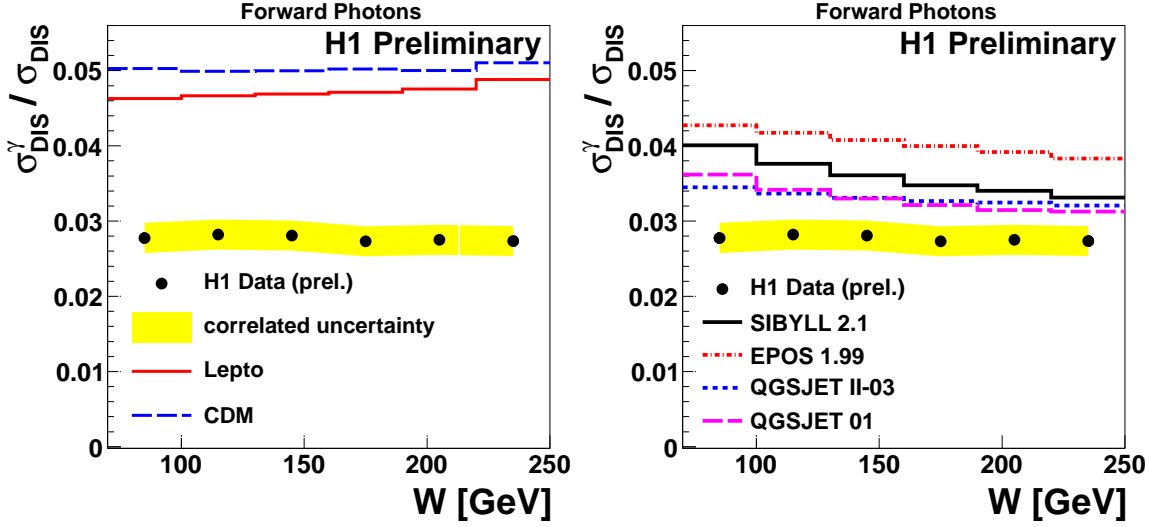 Forward Photons
H1 Preliminary
σ^γ_DIS / σ_DIS
0.05
0.04
0.03
0.02
0.01
0
H1 Data (prel.)
correlated uncertainty
Lepto
CDM
100
150
200
250
W [GeV]
Forward Photons
H1 Preliminary
σ^γ_DIS / σ_DIS
0.05
0.04
0.03
0.02
0.01
0
H1 Data (prel.)
SIBYLL 2.1
EPOS 1.99
QGSJET II-03
QGSJET 01
100
150
200
250
W [GeV]